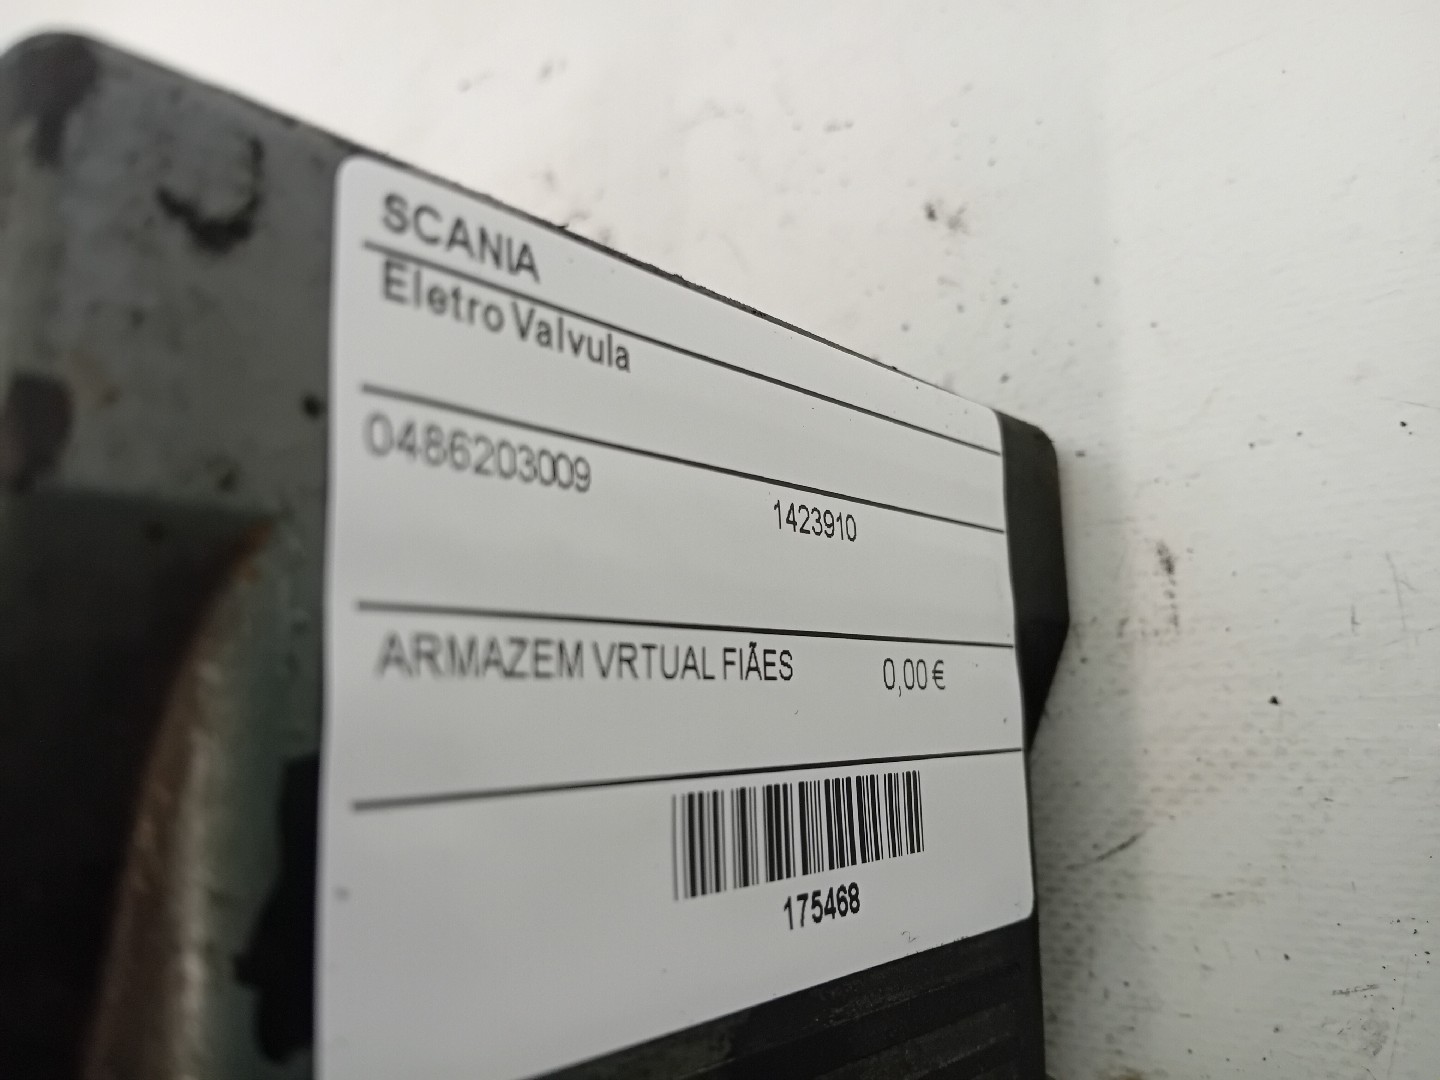 SCANIA
Eletro Valvula
0486203009
1423910
ARMAZEM VRTUAL FIÃES 0,00 €
175468